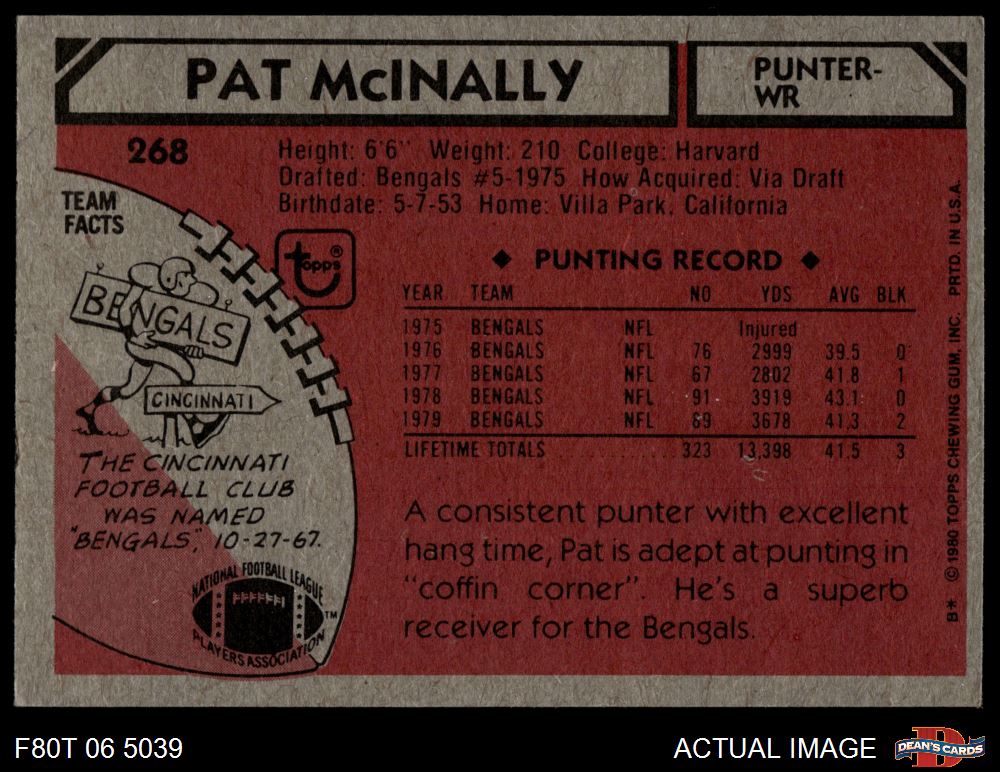 PAT McINALLY
PUNTER-
WR
268
Height: 6'6" Weight: 210 College: Harvard
Drafted: Bengals #5-1975 How Acquired: Via Draft
Birthdate: 5-7-53 Home: Villa Park, California
TEAM
FACTS
BENGALS
CINCINNATI
THE CINCINNATI
FOOTBALL CLUB
WAS NAMED
"BENGALS," 10-27-67.
NATIONAL FOOTBALL LEAGUE
PLAYERS ASSOCIATION
TM
topps®
◆ PUNTING RECORD ◆
YEAR TEAM NO YDS AVG BLK
1975 BENGALS NFL Injured
1976 BENGALS NFL 76 2999 39.5 0
1977 BENGALS NFL 67 2802 41.8 1
1978 BENGALS NFL 91 3919 43.1 0
1979 BENGALS NFL 89 3678 41.3 2
LIFETIME TOTALS 323 13,398 41.5 3
A consistent punter with excellent
hang time, Pat is adept at punting in
"coffin corner". He's a superb
receiver for the Bengals.
B* © 1980 TOPPS CHEWING GUM, INC. PRTD. IN U.S.A.
F80T 06 5039
ACTUAL IMAGE
D
DEAN'S CARDS